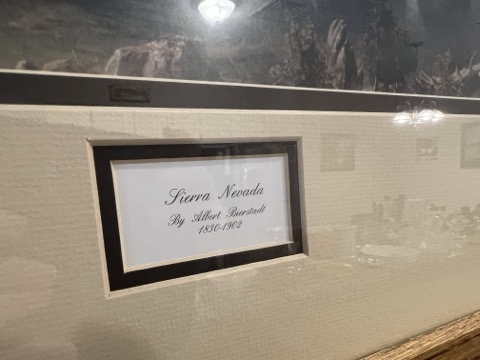 Sierra Nevada
By Albert Bierstadt
1830-1902